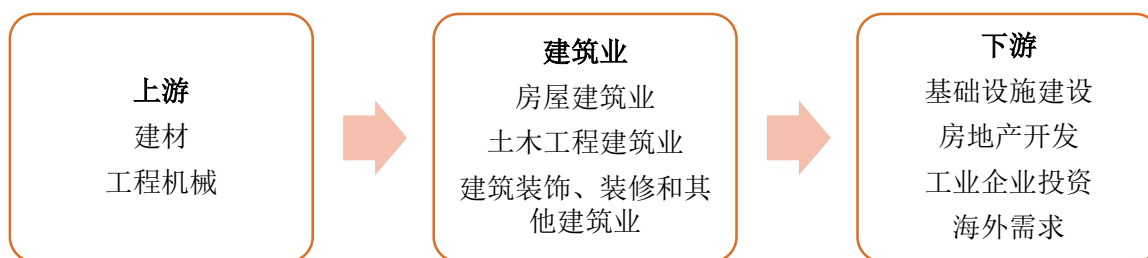 上游
建材
工程机械
建筑业
房屋建筑业
土木工程建筑业
建筑装饰、装修和其
他建筑业
下游
基础设施建设
房地产开发
工业企业投资
海外需求